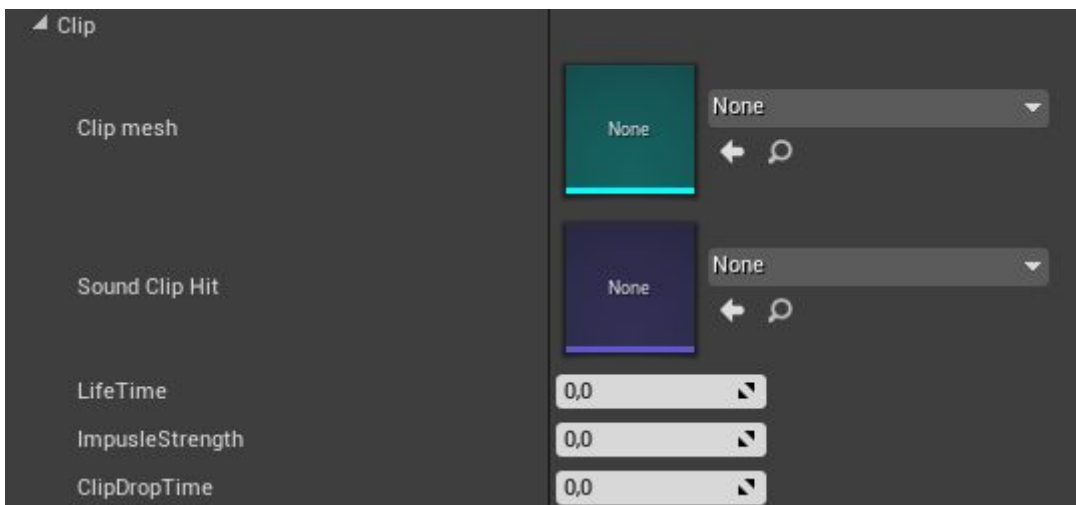 Clip
Clip mesh
None
None
Sound Clip Hit
None
None
LifeTime
0,0
ImpusleStrength
0,0
ClipDropTime
0,0